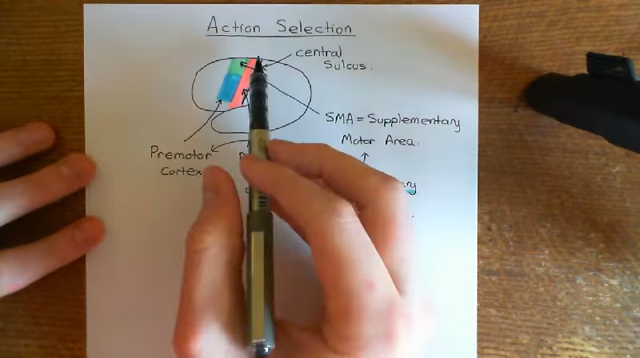 Action Selection
central
Sulcus.
SMA = Supplementary
Motor Area.
Premotor
cortex